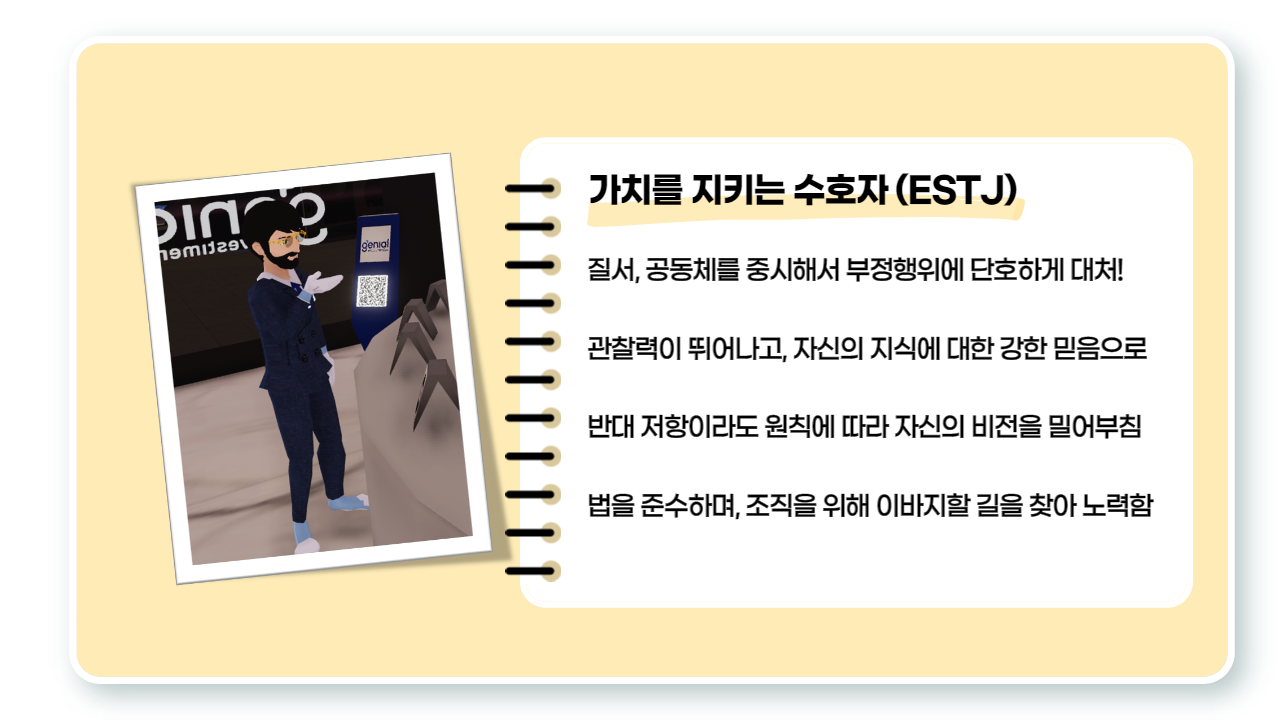 genial
가치를 지키는 수호자 (ESTJ)
질서, 공동체를 중시해서 부정행위에 단호하게 대처!
관찰력이 뛰어나고, 자신의 지식에 대한 강한 믿음으로
반대 저항이라도 원칙에 따라 자신의 비전을 밀어부침
법을 준수하며, 조직을 위해 이바지할 길을 찾아 노력함